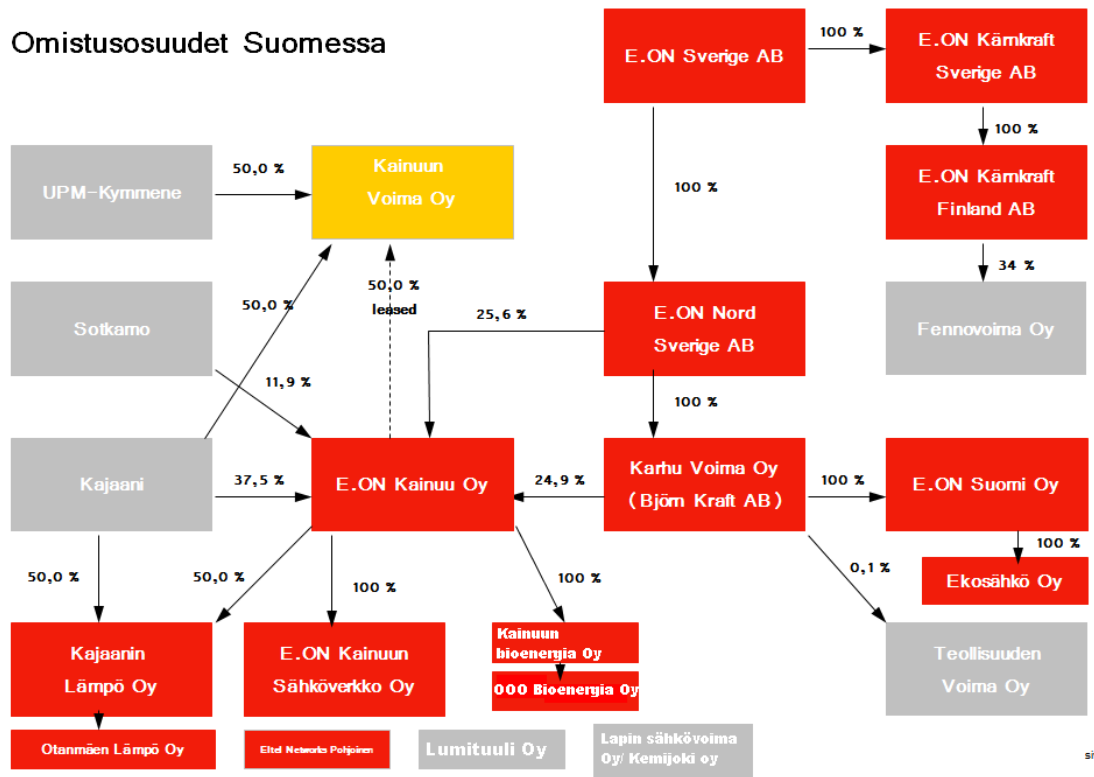 Omistusosuudet Suomessa
E.ON Sverige AB
100 %
E.ON Kärnkraft
Sverige AB
100 %
UPM-Kymmene
50,0 %
Kainuun
Voima Oy
100 %
E.ON Kärnkraft
Finland AB
34 %
Sotkamo
50,0 %
50,0 %
leased
25,6 %
E.ON Nord
Sverige AB
Fennovoima Oy
11,9 %
100 %
Kajaani
37,5 %
E.ON Kainuu Oy
24,9 %
Karhu Voima Oy
(Björn Kraft AB)
100 %
E.ON Suomi Oy
100 %
50,0 %
50,0 %
100 %
100 %
0,1 %
Ekosähkö Oy
Kajaanin
Lämpö Oy
E.ON Kainuun
Sähköverkko Oy
Kainuun
bioenergia Oy
OOO Bioenergia Oy
Teollisuuden
Voima Oy
Otanmäen Lämpö Oy
Eltel Networks Pohjoinen
Lumituuli Oy
Lapin sähkövoima
Oy/ Kemijoki oy